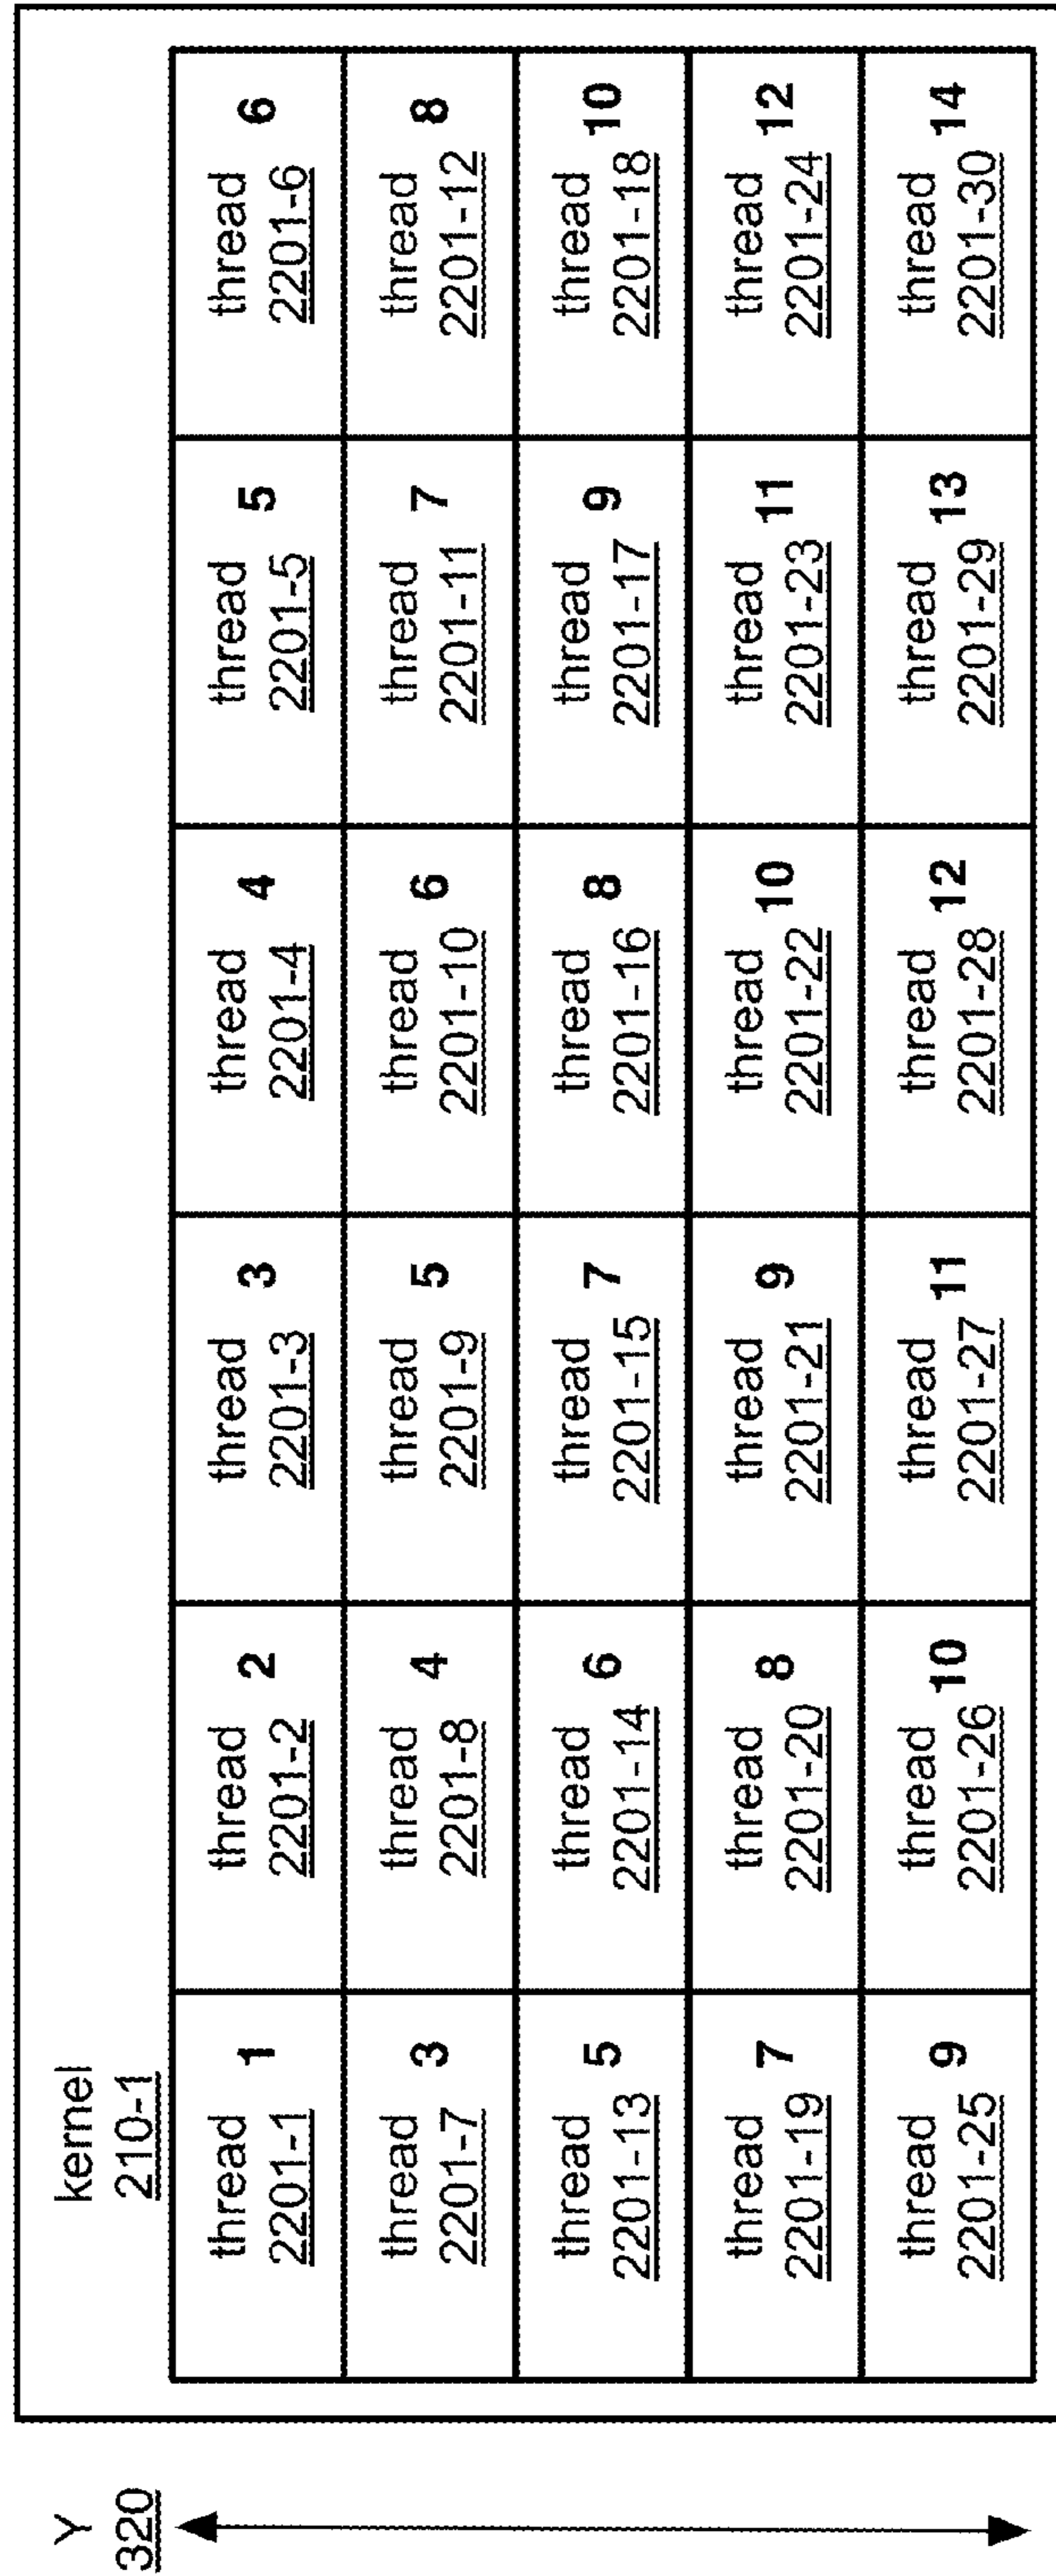 Y
320
kernel
210-1
thread 1
2201-1
thread 2
2201-2
thread 3
2201-3
thread 4
2201-4
thread 5
2201-5
thread 6
2201-6
thread 3
2201-7
thread 4
2201-8
thread 5
2201-9
thread 6
2201-10
thread 7
2201-11
thread 8
2201-12
thread 5
2201-13
thread 6
2201-14
thread 7
2201-15
thread 8
2201-16
thread 9
2201-17
thread 10
2201-18
thread 7
2201-19
thread 8
2201-20
thread 9
2201-21
thread 10
2201-22
thread 11
2201-23
thread 12
2201-24
thread 9
2201-25
thread 10
2201-26
thread 11
2201-27
thread 12
2201-28
thread 13
2201-29
thread 14
2201-30